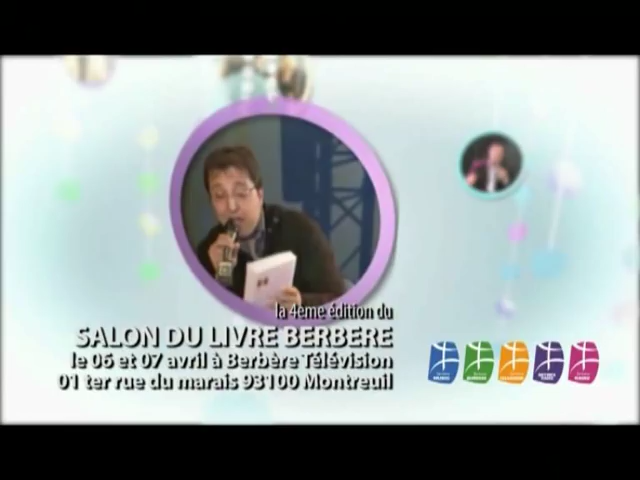 la 4eme édition du
SALON DU LIVRE BERBERE
le 06 et 07 avril à Berbère Télévision
01 ter rue du marais 93100 Montreuil